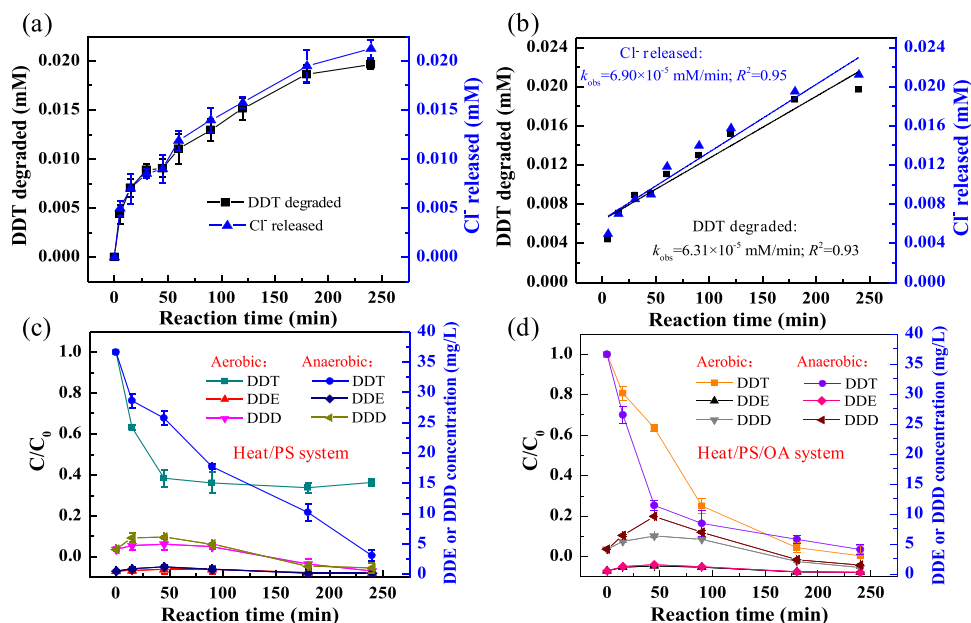 (a)
DDT degraded (mM)
0.020
0.015
0.010
0.005
0.000
DDT degraded
Cl⁻ released
0.020
0.015
0.010
0.005
0.000
Cl⁻ released (mM)
0 50 100 150 200 250
Reaction time (min)
(b)
DDT degraded (mM)
0.024
0.020
0.016
0.012
0.008
0.004
0.000
Cl⁻ released:
kobs=6.90×10⁻⁵ mM/min; R²=0.95
DDT degraded:
kobs=6.31×10⁻⁵ mM/min; R²=0.93
0.024
0.020
0.016
0.012
0.008
0.004
0.000
Cl⁻ released (mM)
0 50 100 150 200 250
Reaction time (min)
(c)
C/C₀
1.0
0.8
0.6
0.4
0.2
0.0
Aerobic: Anaerobic:
DDT DDT
DDE DDE
DDD DDD
Heat/PS system
40
35
30
25
20
15
10
5
0
DDE or DDD concentration (mg/L)
0 50 100 150 200 250
Reaction time (min)
(d)
C/C₀
1.0
0.8
0.6
0.4
0.2
0.0
Aerobic: Anaerobic:
DDT DDT
DDE DDE
DDD DDD
Heat/PS/OA system
40
35
30
25
20
15
10
5
0
DDE or DDD concentration (mg/L)
0 50 100 150 200 250
Reaction time (min)